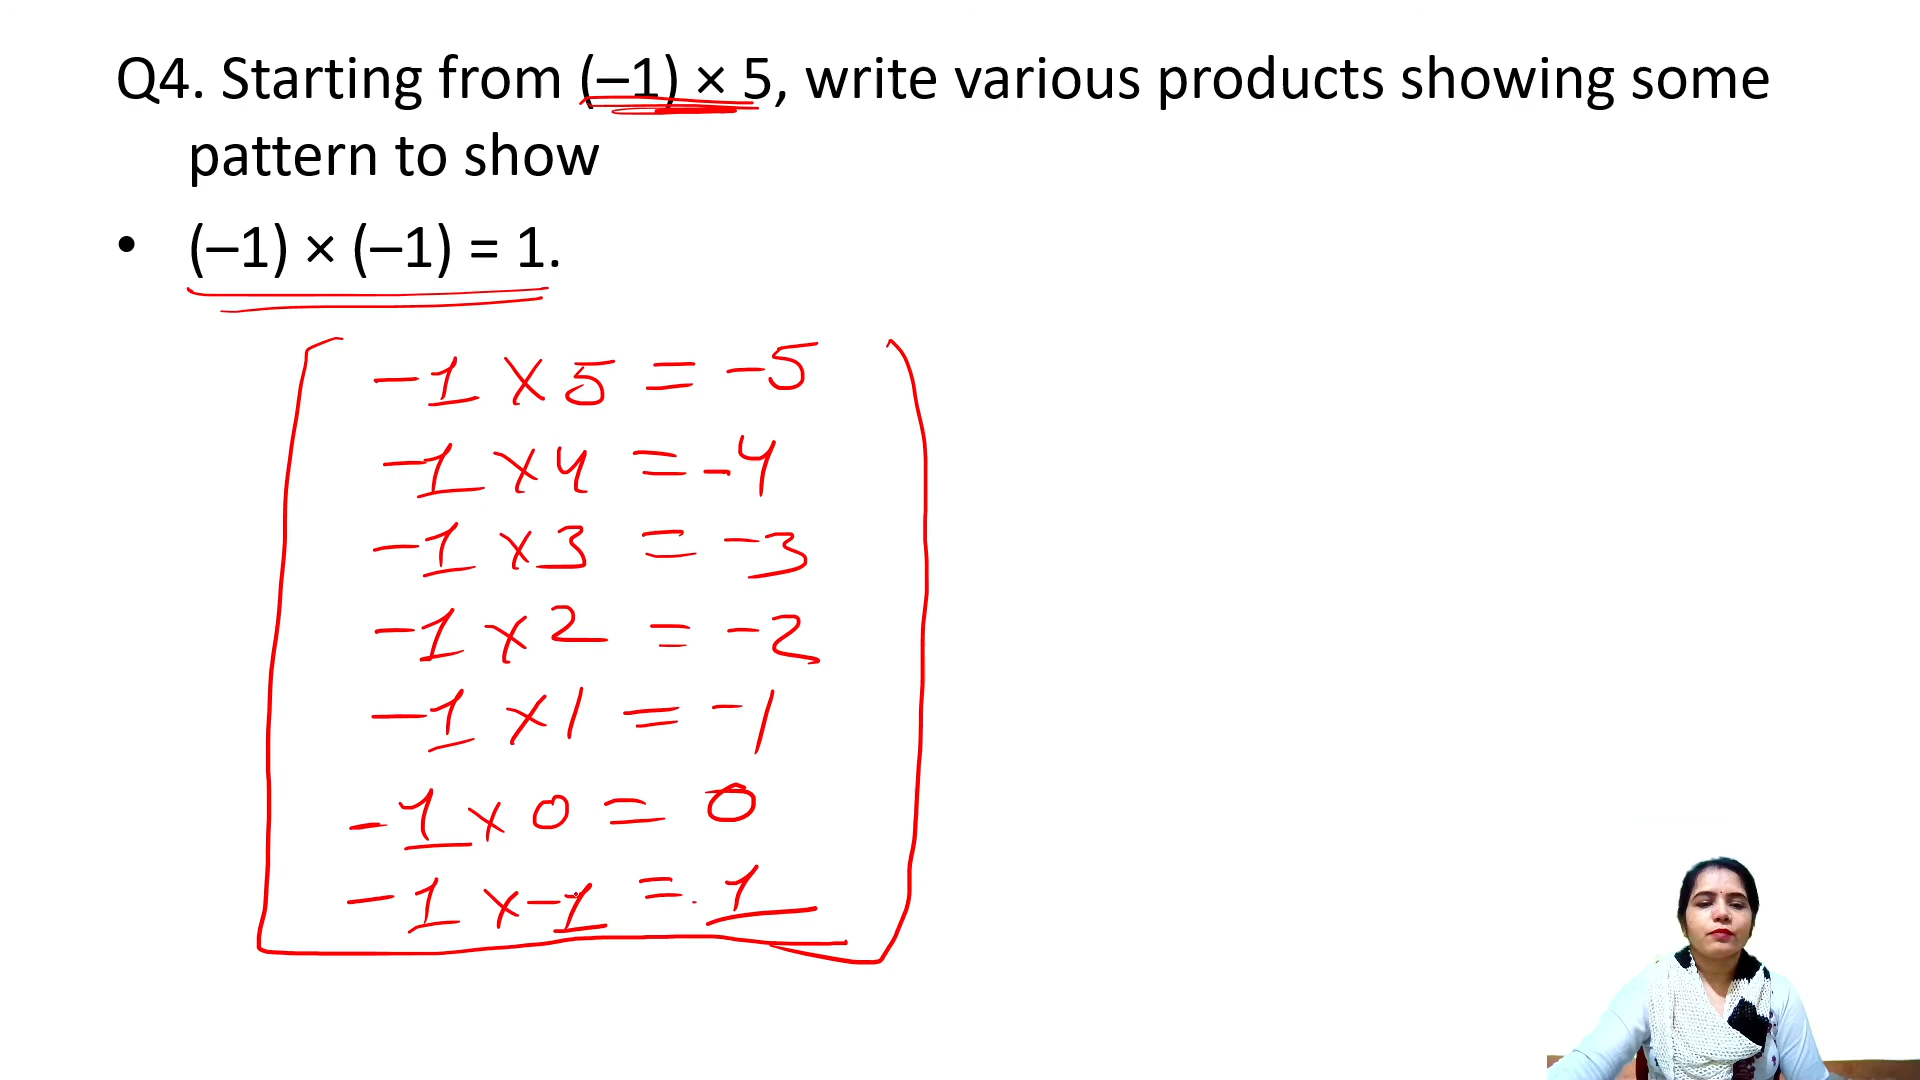 Q4. Starting from (–1) × 5, write various products showing some
pattern to show
• (–1) × (–1) = 1.
-1 × 5 = -5
-1 × 4 = -4
-1 × 3 = -3
-1 × 2 = -2
-1 × 1 = -1
-1 × 0 = 0
-1 × -1 = 1